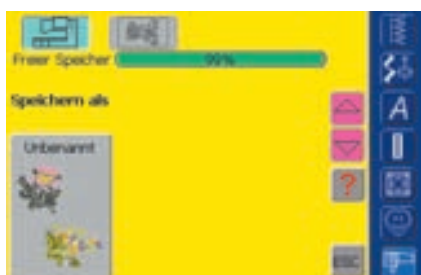 Freier Speicher 99%
Speichern als
Unbenannt
?
A
ESC